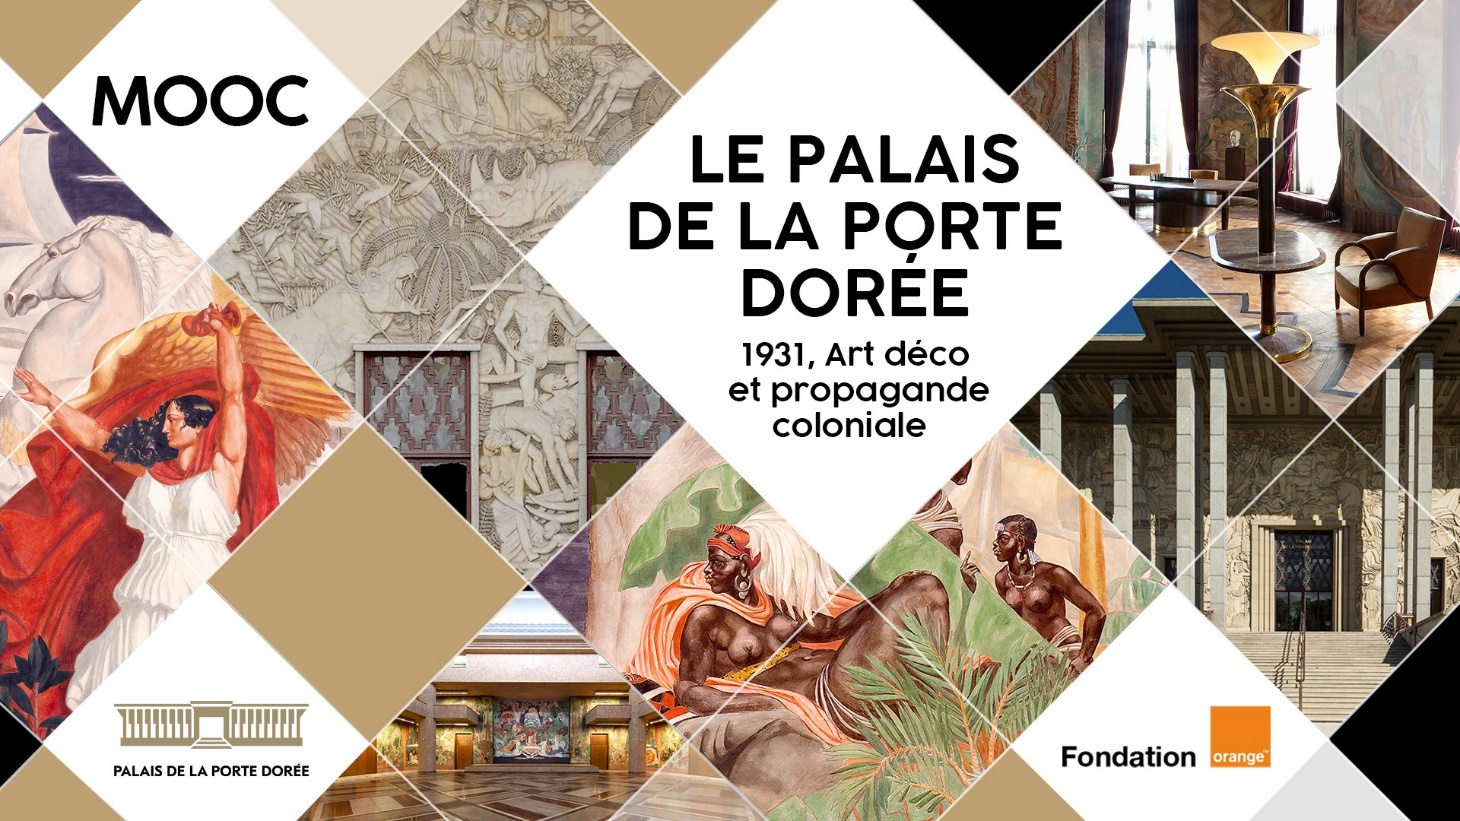 MOOC
LE PALAIS
DE LA PORTE
DORÉE
1931, Art déco
et propagande
coloniale
PALAIS DE LA PORTE DORÉE
Fondation
orange™